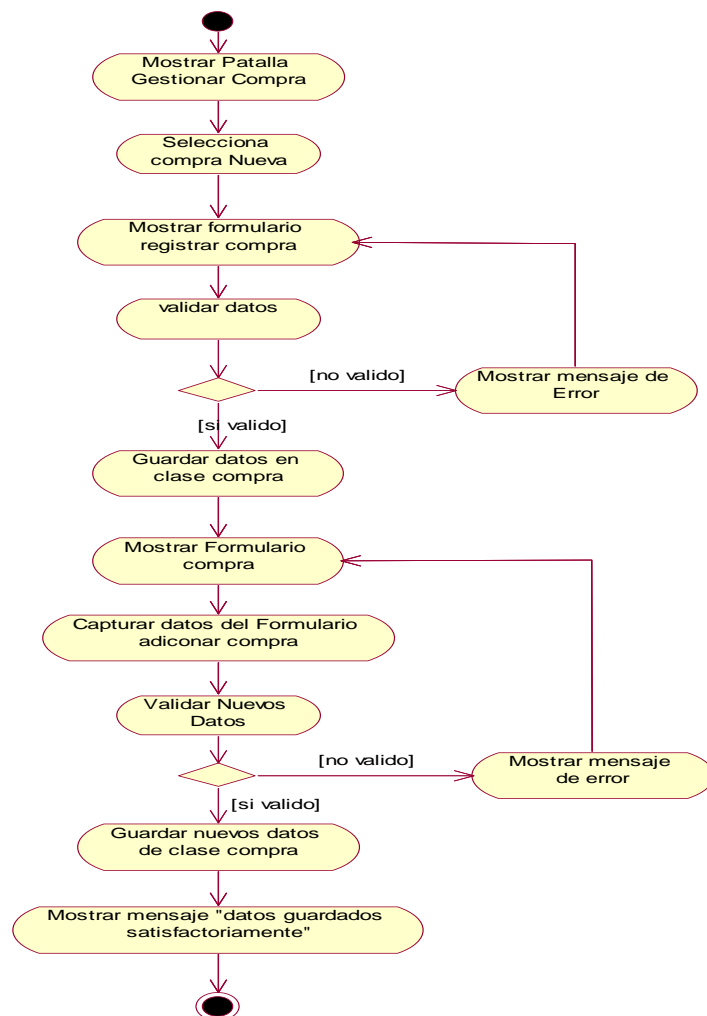 Mostrar Patalla
Gestionar Compra
Selecciona
compra Nueva
Mostrar formulario
registrar compra
validar datos
[no valido]
Mostrar mensaje de
Error
[si valido]
Guardar datos en
clase compra
Mostrar Formulario
compra
Capturar datos del Formulario
adiconar compra
Validar Nuevos
Datos
[no valido]
Mostrar mensaje
de error
[si valido]
Guardar nuevos datos
de clase compra
Mostrar mensaje "datos guardados
satisfactoriamente"